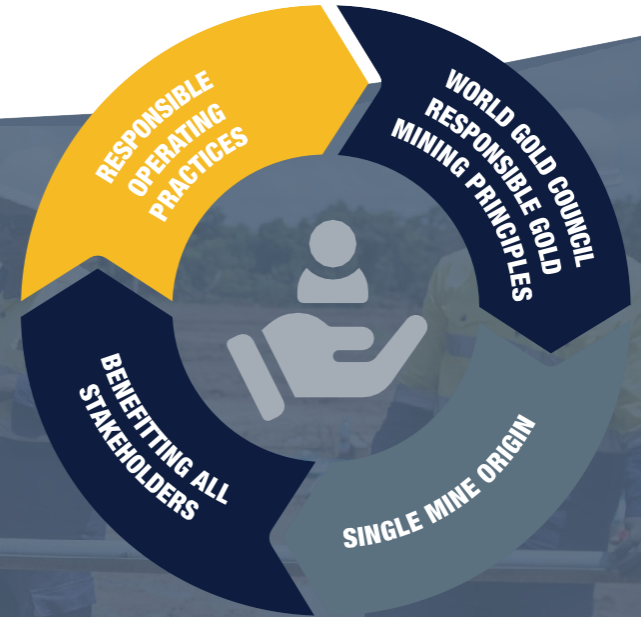 RESPONSIBLE
OPERATING
PRACTICES
WORLD GOLD COUNCIL
RESPONSIBLE GOLD
MINING PRINCIPLES
SINGLE MINE ORIGIN
BENEFITTING ALL
STAKEHOLDERS